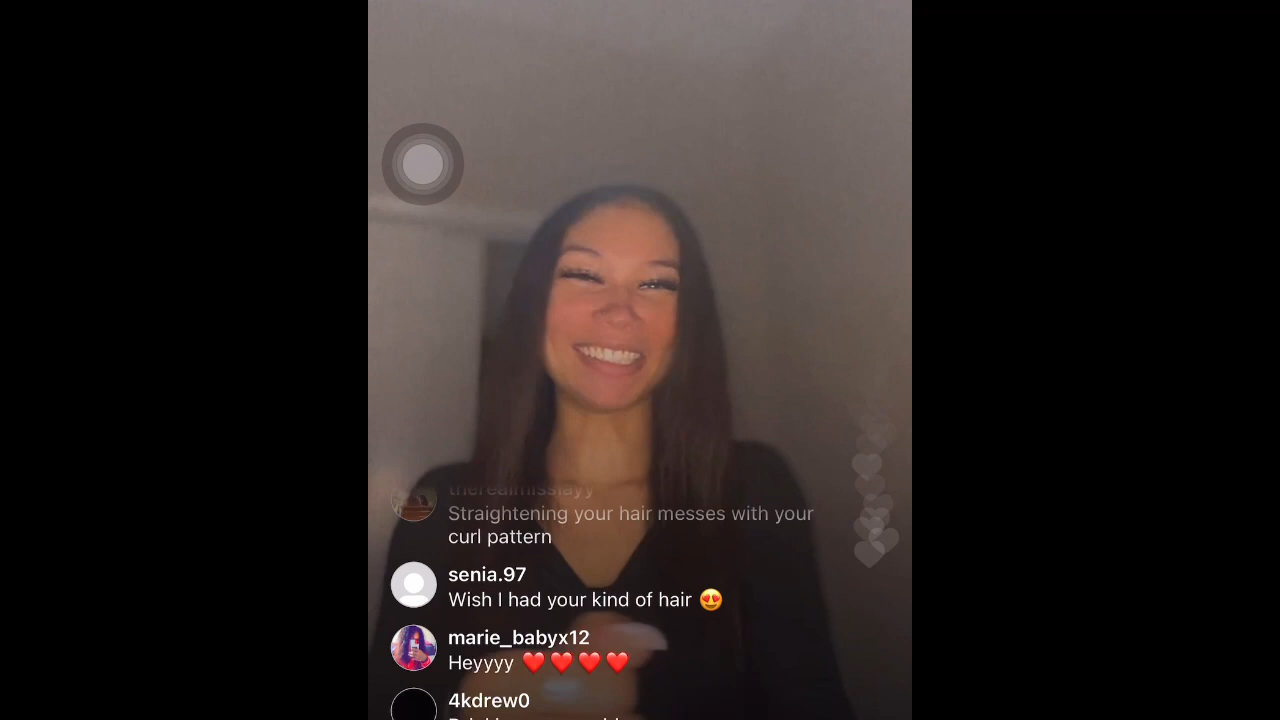 therealmisslayy
Straightening your hair messes with your
curl pattern
senia.97
Wish I had your kind of hair 😍
marie_babyx12
Heyyyy ❤️❤️❤️❤️
4kdrew0